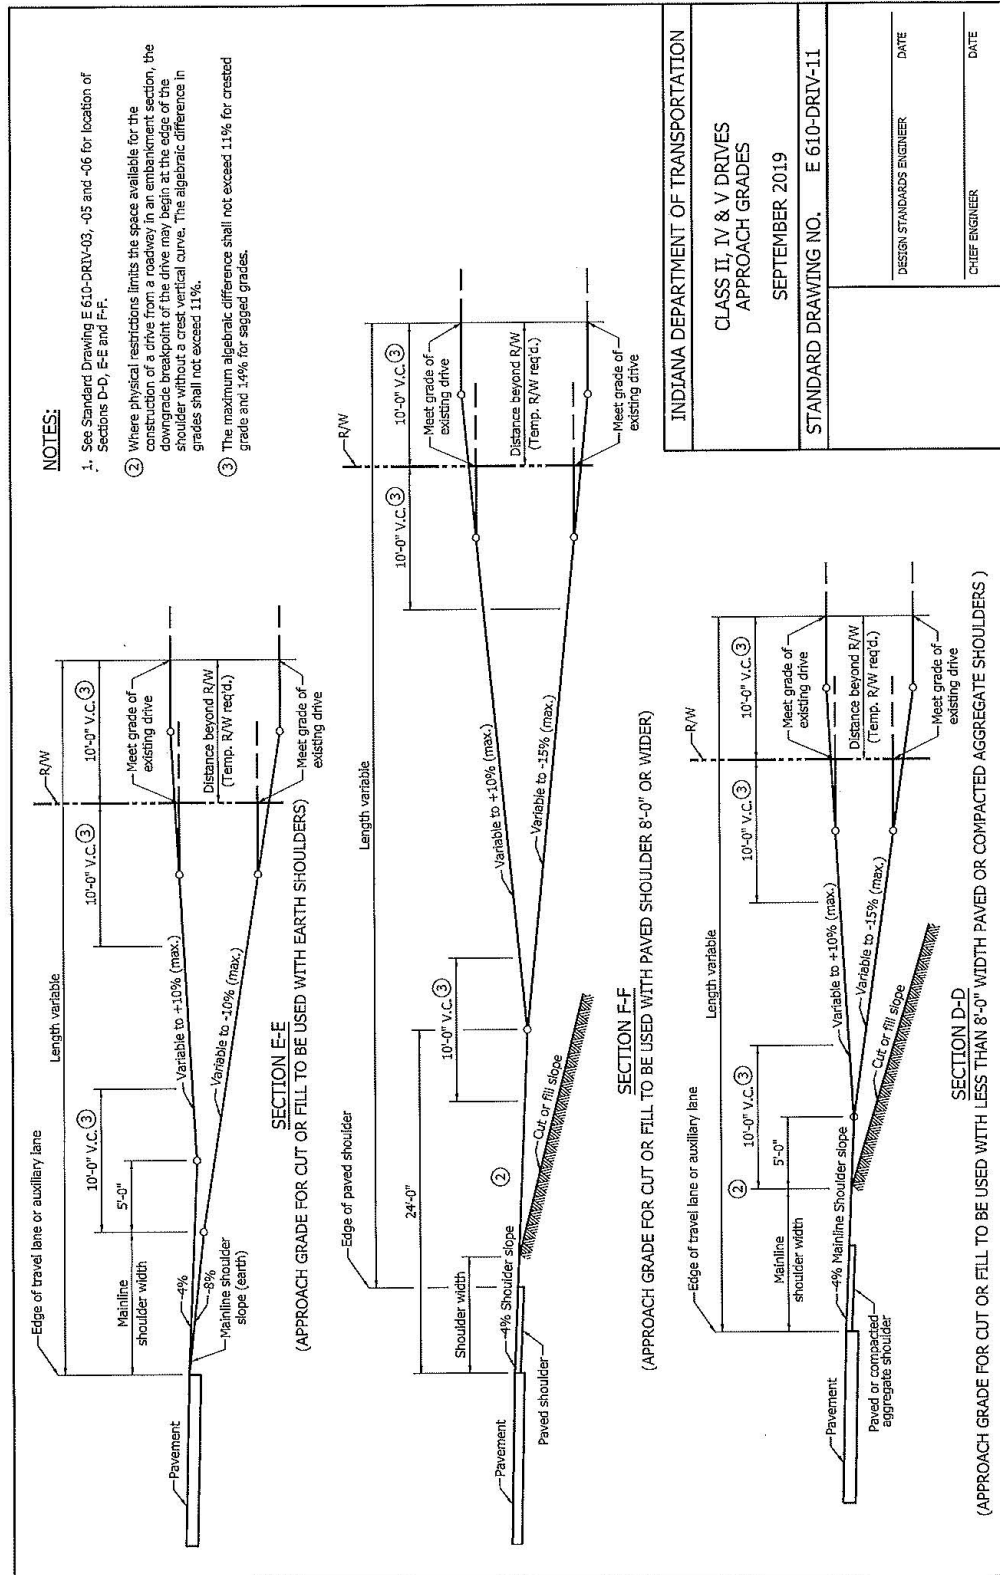 NOTES:
1. See Standard Drawing E 610-DRIV-03, -05 and -06 for location of
Sections D-D, E-E and F-F.
② Where physical restrictions limits the space available for the
construction of a drive from a roadway in an embankment section, the
downgrade breakpoint of the drive may begin at the edge of the
shoulder without a crest vertical curve. The algebraic difference in
grades shall not exceed 11%.
③ The maximum algebraic difference shall not exceed 11% for crested
grade and 14% for sagged grades.
Edge of travel lane or auxiliary lane
Length variable
R/W
10'-0" V.C. ③
10'-0" V.C. ③
10'-0" V.C. ③
5'-0"
Mainline
shoulder width
Pavement
-4%
-8%
Mainline shoulder
slope (earth)
Variable to +10% (max.)
Variable to -10% (max.)
Meet grade of
existing drive
Distance beyond R/W
(Temp. R/W req'd.)
Meet grade of
existing drive
SECTION E-E
(APPROACH GRADE FOR CUT OR FILL TO BE USED WITH EARTH SHOULDERS)
Edge of paved shoulder
Length variable
R/W
24'-0"
10'-0" V.C. ③
10'-0" V.C. ③
10'-0" V.C. ③
Shoulder width
②
Pavement
-4% Shoulder slope
Paved shoulder
Cut or fill slope
Variable to +10% (max.)
Variable to -15% (max.)
Meet grade of
existing drive
Distance beyond R/W
(Temp. R/W req'd.)
Meet grade of
existing drive
SECTION F-F
(APPROACH GRADE FOR CUT OR FILL TO BE USED WITH PAVED SHOULDER 8'-0" OR WIDER)
Edge of travel lane or auxiliary lane
Length variable
R/W
②
10'-0" V.C. ③
10'-0" V.C. ③
10'-0" V.C. ③
Mainline
shoulder width
5'-0"
Pavement
-4% Mainline Shoulder slope
Paved or compacted
aggregate shoulder
Cut or fill slope
Variable to +10% (max.)
Variable to -15% (max.)
Meet grade of
existing drive
Distance beyond R/W
(Temp. R/W req'd.)
Meet grade of
existing drive
SECTION D-D
(APPROACH GRADE FOR CUT OR FILL TO BE USED WITH LESS THAN 8'-0" WIDTH PAVED OR COMPACTED AGGREGATE SHOULDERS )
INDIANA DEPARTMENT OF TRANSPORTATION
CLASS II, IV & V DRIVES
APPROACH GRADES
SEPTEMBER 2019
STANDARD DRAWING NO. E 610-DRIV-11
DESIGN STANDARDS ENGINEER DATE
CHIEF ENGINEER DATE